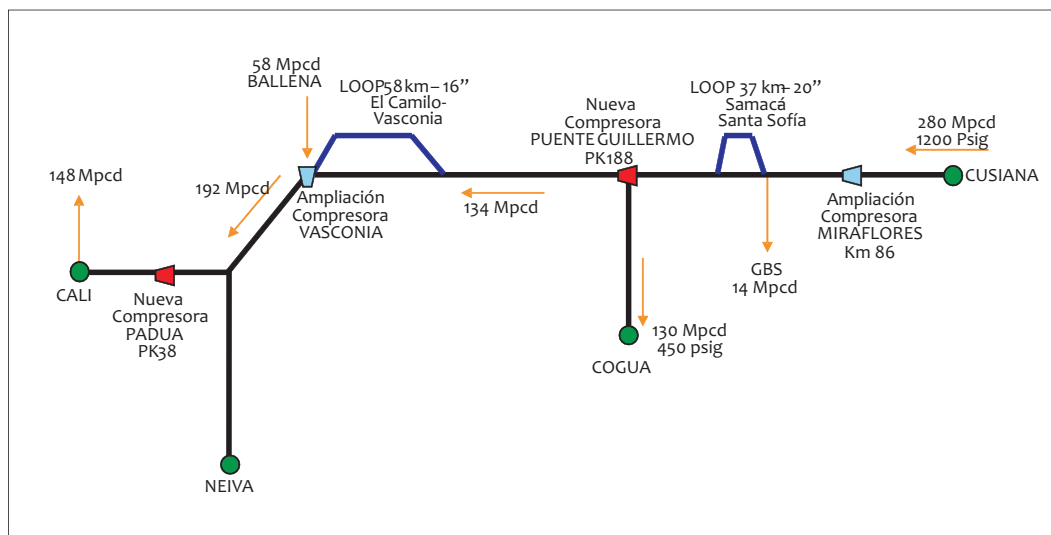 58 Mpcd
BALLENA
LOOP58 km – 16”
El Camilo-
Vasconia
Nueva
Compresora
PUENTE GUILLERMO
PK188
LOOP 37 km– 20”
Samacá
Santa Sofía
280 Mpcd
1200 Psig
CUSIANA
148 Mpcd
192 Mpcd
Ampliación
Compresora
VASCONIA
134 Mpcd
Ampliación
Compresora
MIRAFLORES
Km 86
GBS
14 Mpcd
CALI
Nueva
Compresora
PADUA
PK38
130 Mpcd
450 psig
COGUA
NEIVA